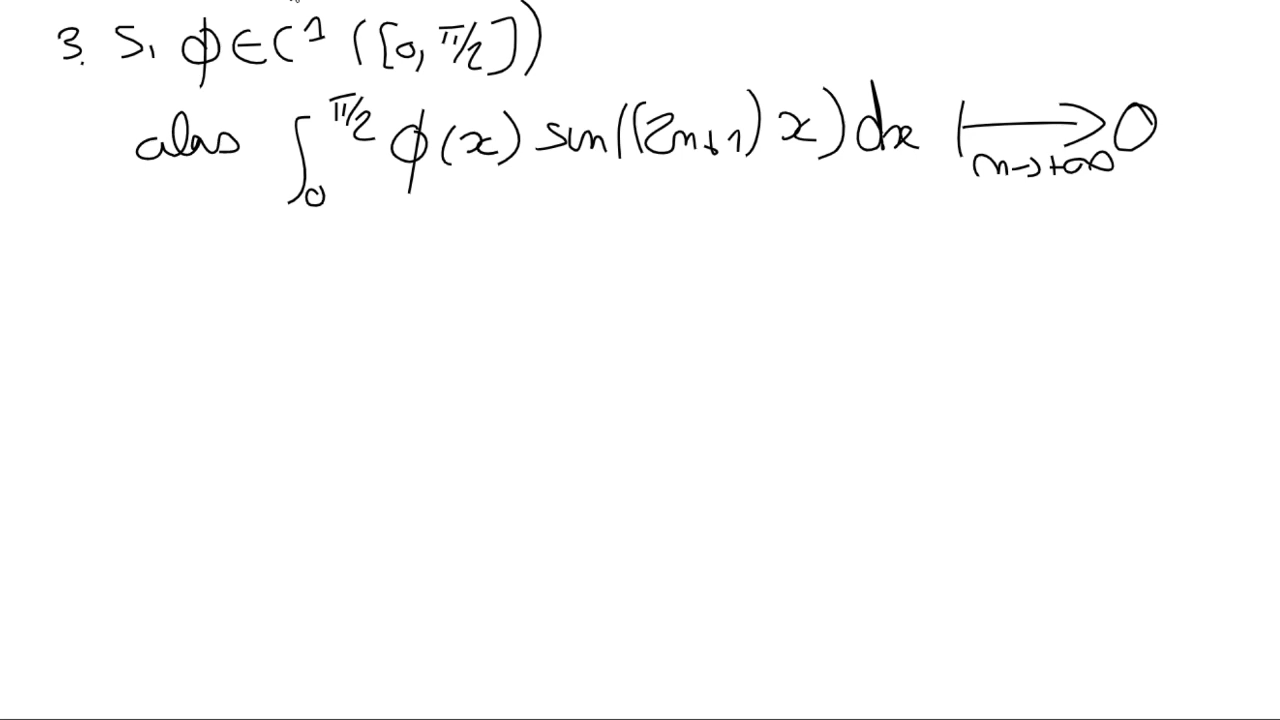 3. Si ϕ∈C¹([0, π/2])
alors ∫₀^{π/2} ϕ(x) sin((2n+1)x)dx ⟼ 0
n→+∞